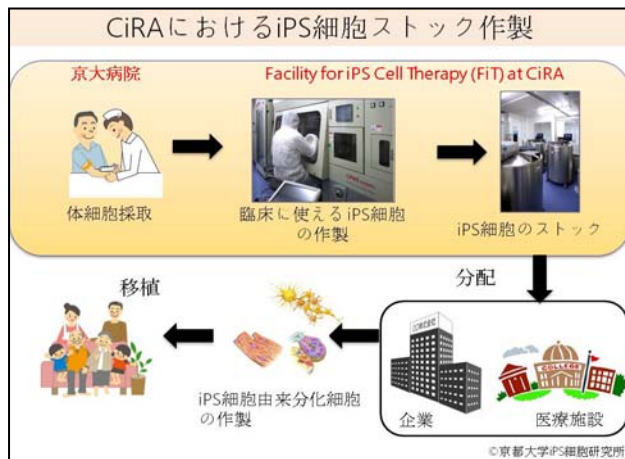 CiRAにおけるiPS細胞ストック作製
京大病院
Facility for iPS Cell Therapy (FiT) at CiRA
体細胞採取
臨床に使えるiPS細胞
の作製
iPS細胞のストック
分配
移植
iPS細胞由来分化細胞
の作製
COLLEGE
企業
医療施設
©京都大学iPS細胞研究所